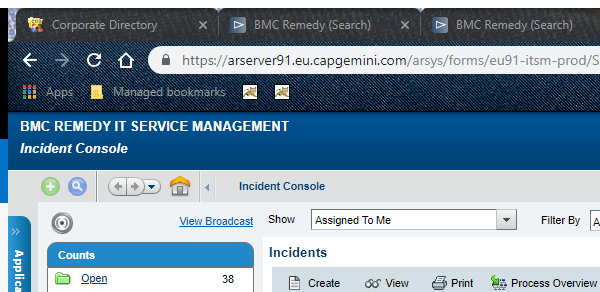 Corporate Directory
BMC Remedy (Search)
BMC Remedy (Search)
https://arserver91.eu.capgemini.com/arsys/forms/eu91-itsm-prod/S
Apps
Managed bookmarks
BMC REMEDY IT SERVICE MANAGEMENT
Incident Console
Incident Console
View Broadcast
Show
Assigned To Me
Filter By
A
Applica
Counts
Open
38
Incidents
Create
View
Print
Process Overview